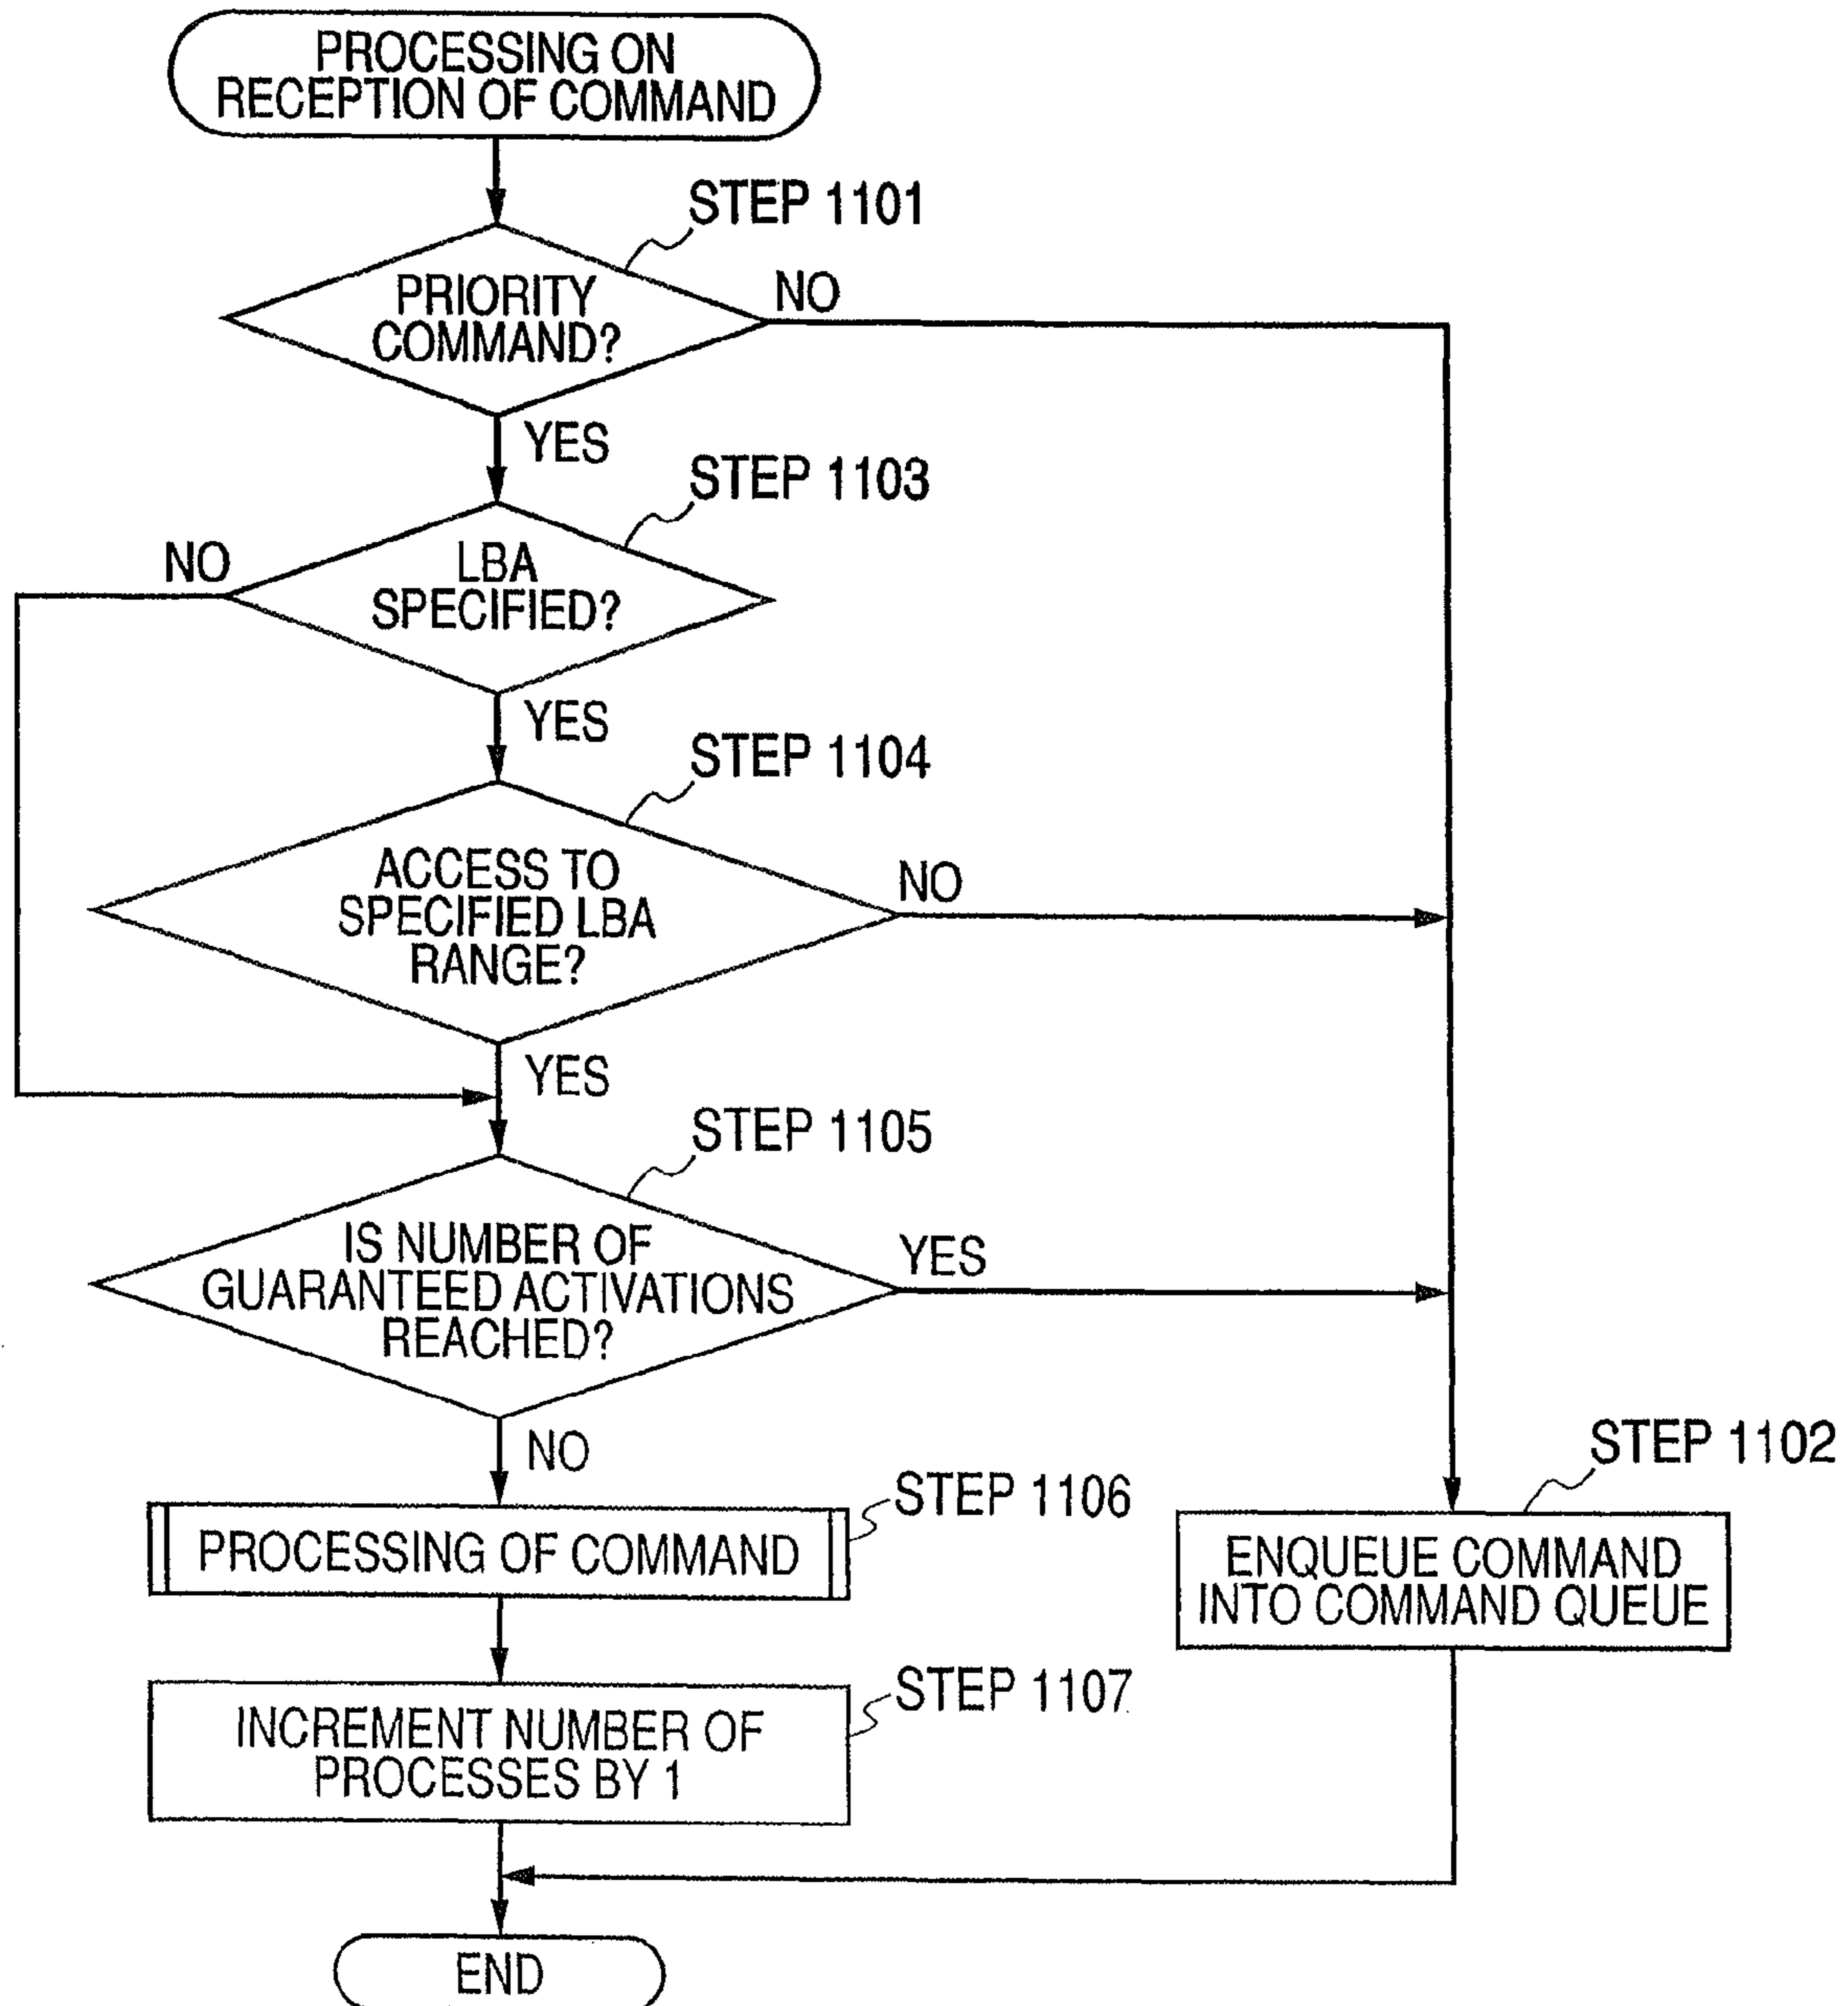 PROCESSING ON
RECEPTION OF COMMAND
STEP 1101
PRIORITY
COMMAND?
NO
YES
STEP 1103
NO
LBA
SPECIFIED?
YES
STEP 1104
ACCESS TO
SPECIFIED LBA
RANGE?
NO
YES
STEP 1105
IS NUMBER OF
GUARANTEED ACTIVATIONS
REACHED?
YES
NO
STEP 1106
PROCESSING OF COMMAND
STEP 1102
ENQUEUE COMMAND
INTO COMMAND QUEUE
STEP 1107
INCREMENT NUMBER OF
PROCESSES BY 1
END